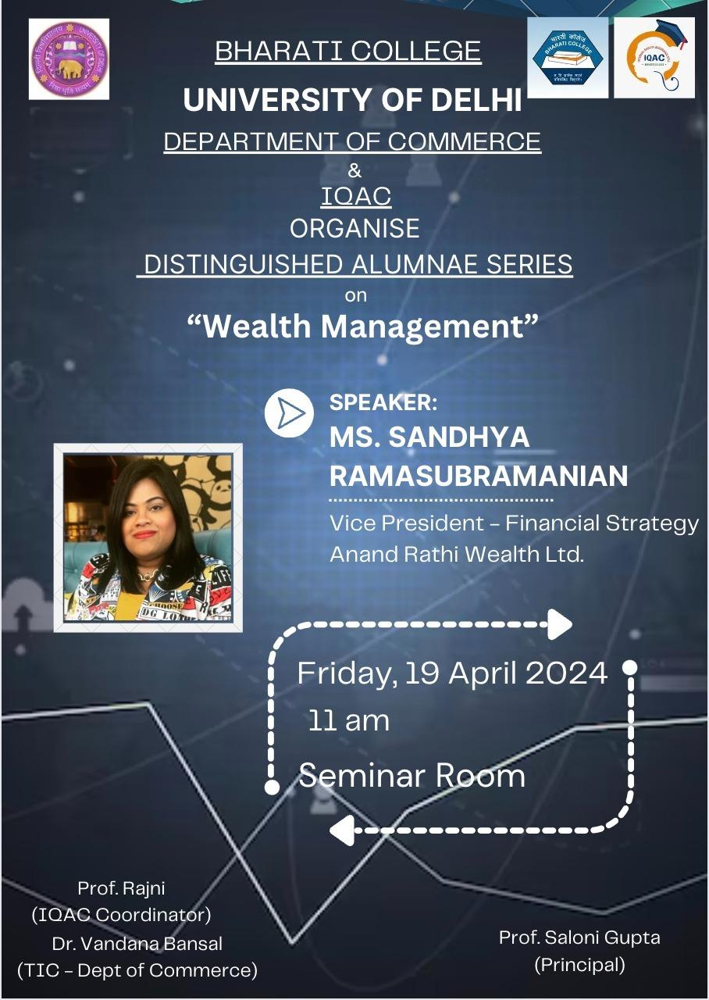 BHARATI COLLEGE
UNIVERSITY OF DELHI
DEPARTMENT OF COMMERCE
&
IQAC
ORGANISE
DISTINGUISHED ALUMNAE SERIES
on
“Wealth Management”
भारती कॉलेज
BHARATI COLLEGE
IQAC
SPEAKER:
MS. SANDHYA
RAMASUBRAMANIAN
Vice President – Financial Strategy
Anand Rathi Wealth Ltd.
CHOOSE
Friday, 19 April 2024
11 am
Seminar Room
Prof. Rajni
(IQAC Coordinator)
Dr. Vandana Bansal
(TIC – Dept of Commerce)
Prof. Saloni Gupta
(Principal)